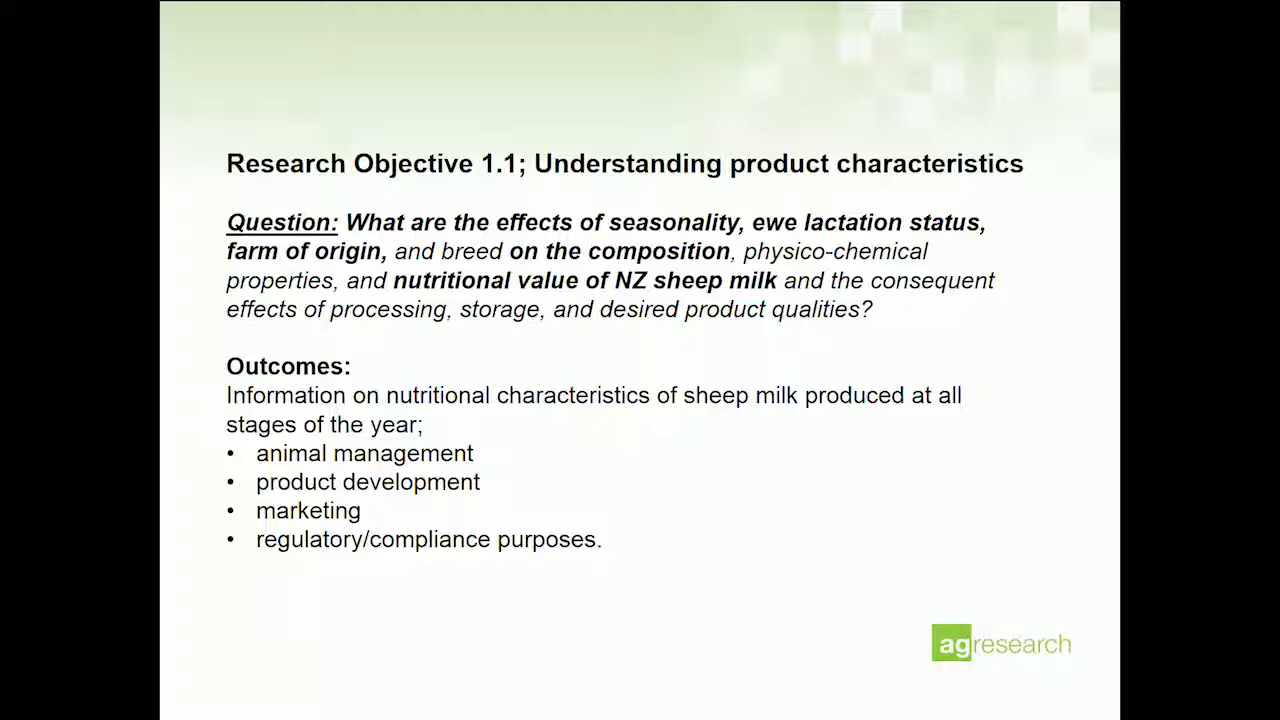 Research Objective 1.1; Understanding product characteristics
Question: What are the effects of seasonality, ewe lactation status,
farm of origin, and breed on the composition, physico-chemical
properties, and nutritional value of NZ sheep milk and the consequent
effects of processing, storage, and desired product qualities?
Outcomes:
Information on nutritional characteristics of sheep milk produced at all
stages of the year;
• animal management
• product development
• marketing
• regulatory/compliance purposes.
agresearch